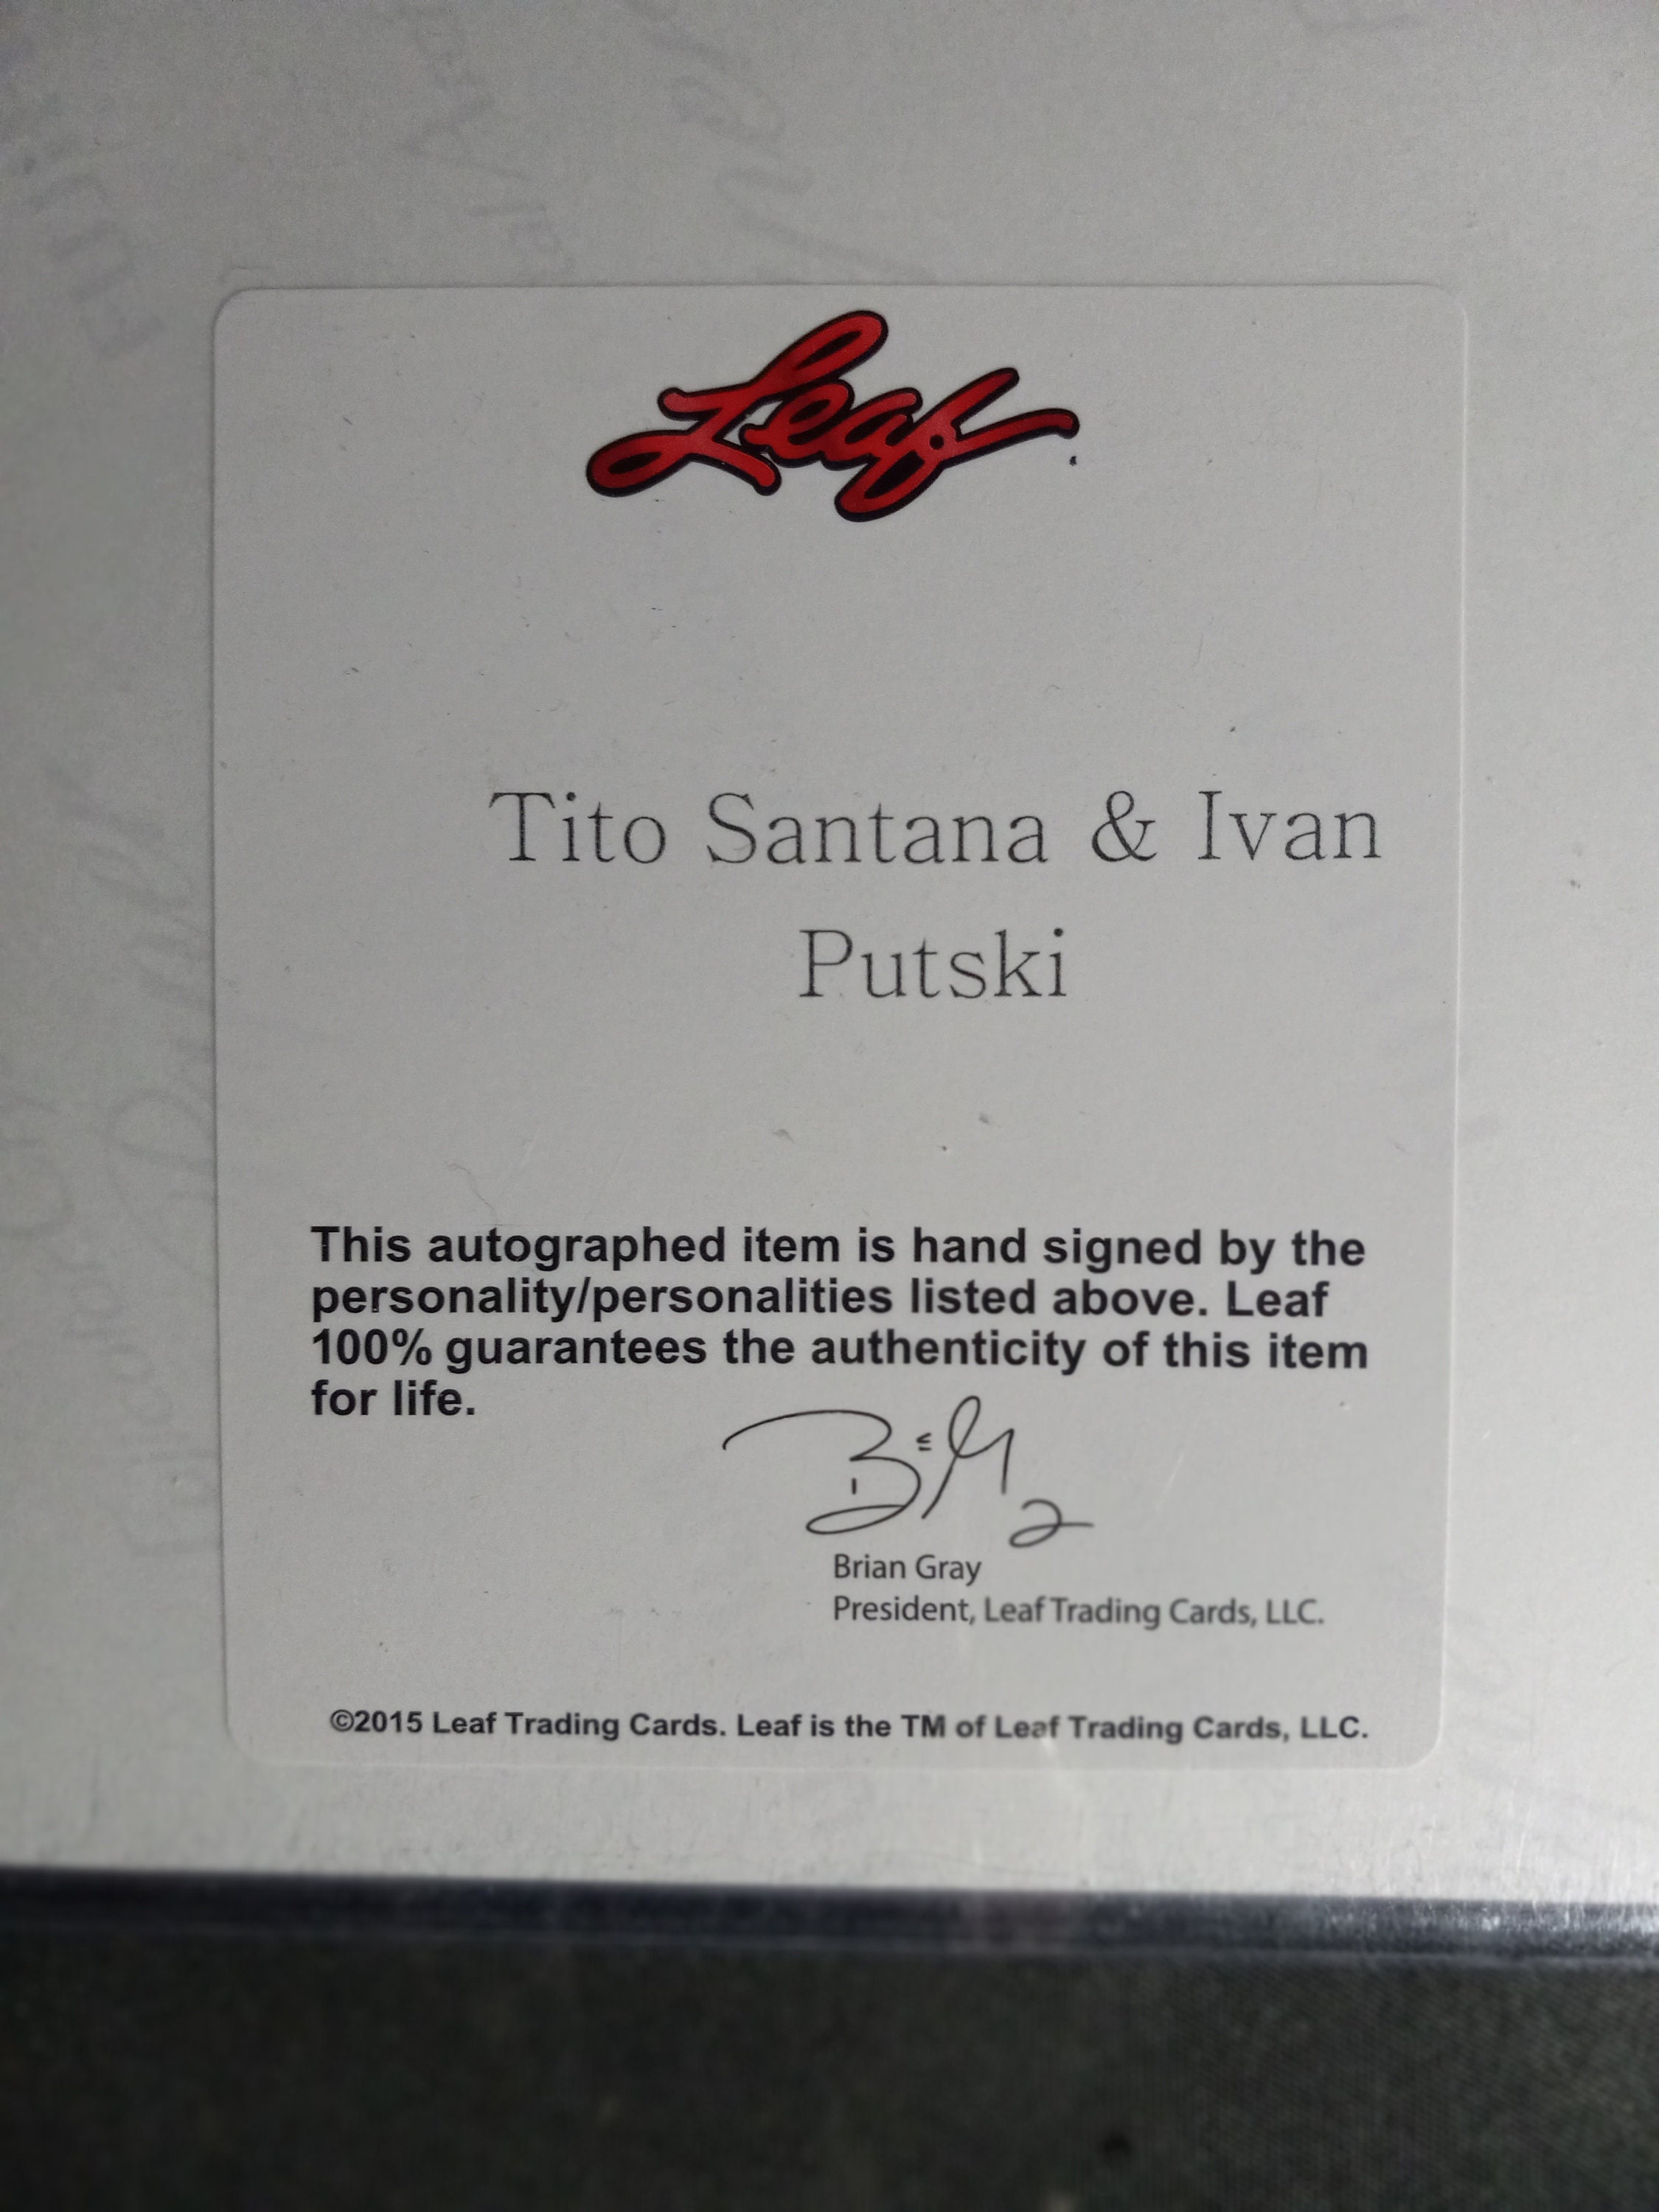 Leaf
Tito Santana & Ivan
Putski
This autographed item is hand signed by the
personality/personalities listed above. Leaf
100% guarantees the authenticity of this item
for life.
Brian Gray
President, Leaf Trading Cards, LLC.
©2015 Leaf Trading Cards. Leaf is the TM of Leaf Trading Cards, LLC.